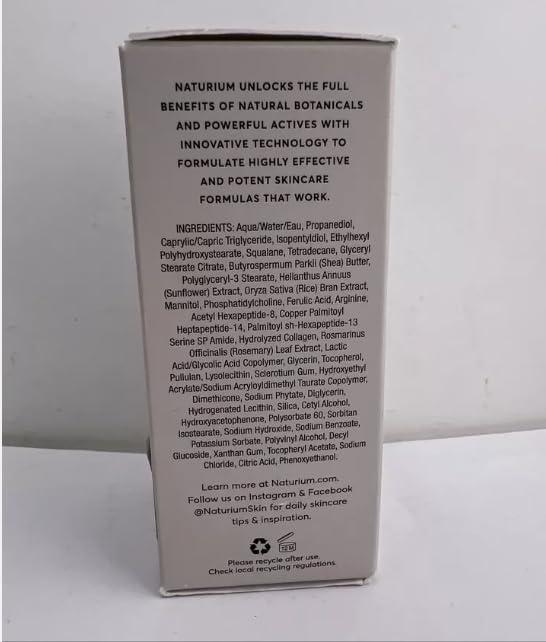 NATURIUM UNLOCKS THE FULL
BENEFITS OF NATURAL BOTANICALS
AND POWERFUL ACTIVES WITH
INNOVATIVE TECHNOLOGY TO
FORMULATE HIGHLY EFFECTIVE
AND POTENT SKINCARE
FORMULAS THAT WORK.
INGREDIENTS: Aqua/Water/Eau, Propanediol,
Caprylic/Capric Triglyceride, Isopentyldiol, Ethylhexyl
Polyhydroxystearate, Squalane, Tetradecane, Glyceryl
Stearate Citrate, Butyrospermum Parkii (Shea) Butter,
Polyglyceryl-3 Stearate, Helianthus Annuus
(Sunflower) Extract, Oryza Sativa (Rice) Bran Extract,
Mannitol, Phosphatidylcholine, Ferulic Acid, Arginine,
Acetyl Hexapeptide-8, Copper Palmitoyl
Heptapeptide-14, Palmitoyl sh-Hexapeptide-13
Serine SP Amide, Hydrolyzed Collagen, Rosmarinus
Officinalis (Rosemary) Leaf Extract, Lactic
Acid/Glycolic Acid Copolymer, Glycerin, Tocopherol,
Pullulan, Lysolecithin, Sclerotium Gum, Hydroxyethyl
Acrylate/Sodium Acryloyldimethyl Taurate Copolymer,
Dimethicone, Sodium Phytate, Diglycerin,
Hydrogenated Lecithin, Silica, Cetyl Alcohol,
Hydroxyacetophenone, Polysorbate 60, Sorbitan
Isostearate, Sodium Hydroxide, Sodium Benzoate,
Potassium Sorbate, Polyvinyl Alcohol, Decyl
Glucoside, Xanthan Gum, Tocopheryl Acetate, Sodium
Chloride, Citric Acid, Phenoxyethanol.
Learn more at Naturium.com.
Follow us on Instagram & Facebook
@NaturiumSkin for daily skincare
tips & inspiration.
12 M
Please recycle after use.
Check local recycling regulations.